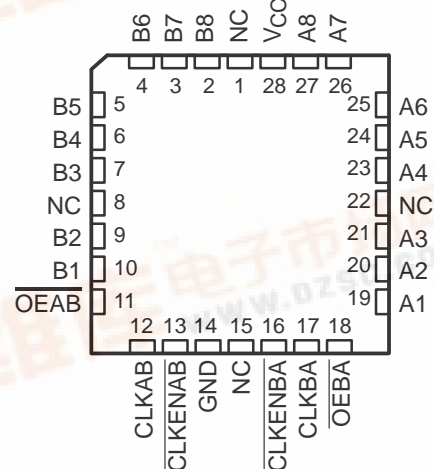 B6 B7 B8 NC VCC A8 A7
4 3 2 1 28 27 26
B5 5 25 A6
B4 6 24 A5
B3 7 23 A4
NC 8 22 NC
B2 9 21 A3
B1 10 20 A2
OEAB 11 19 A1
12 13 14 15 16 17 18
CLKAB CLKENAB GND NC CLKENBA CLKBA OEBA